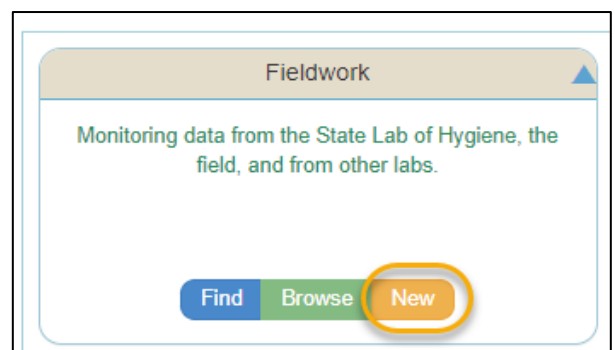 Fieldwork
Monitoring data from the State Lab of Hygiene, the
field, and from other labs.
Find Browse New